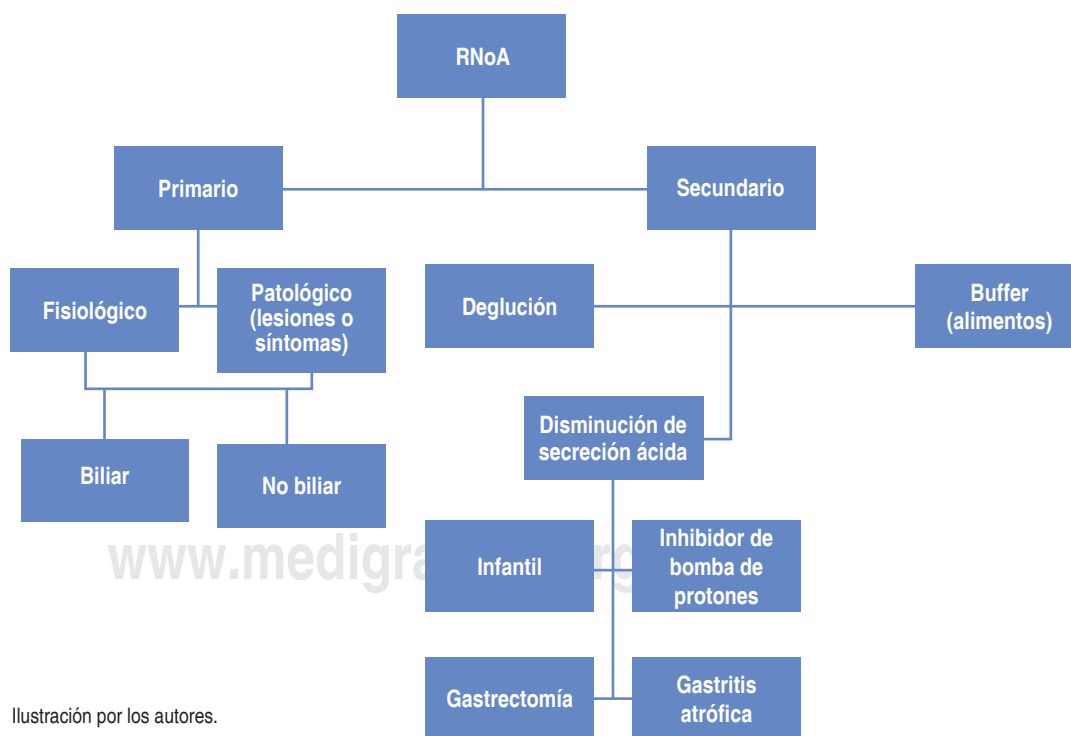 RNoA
Primario
Secundario
Fisiológico
Patológico
(lesiones o
síntomas)
Deglución
Buffer
(alimentos)
Disminución de
secreción ácida
Biliar
No biliar
Infantil
Inhibidor de
bomba de
protones
Gastrectomía
Gastritis
atrófica
Ilustración por los autores.